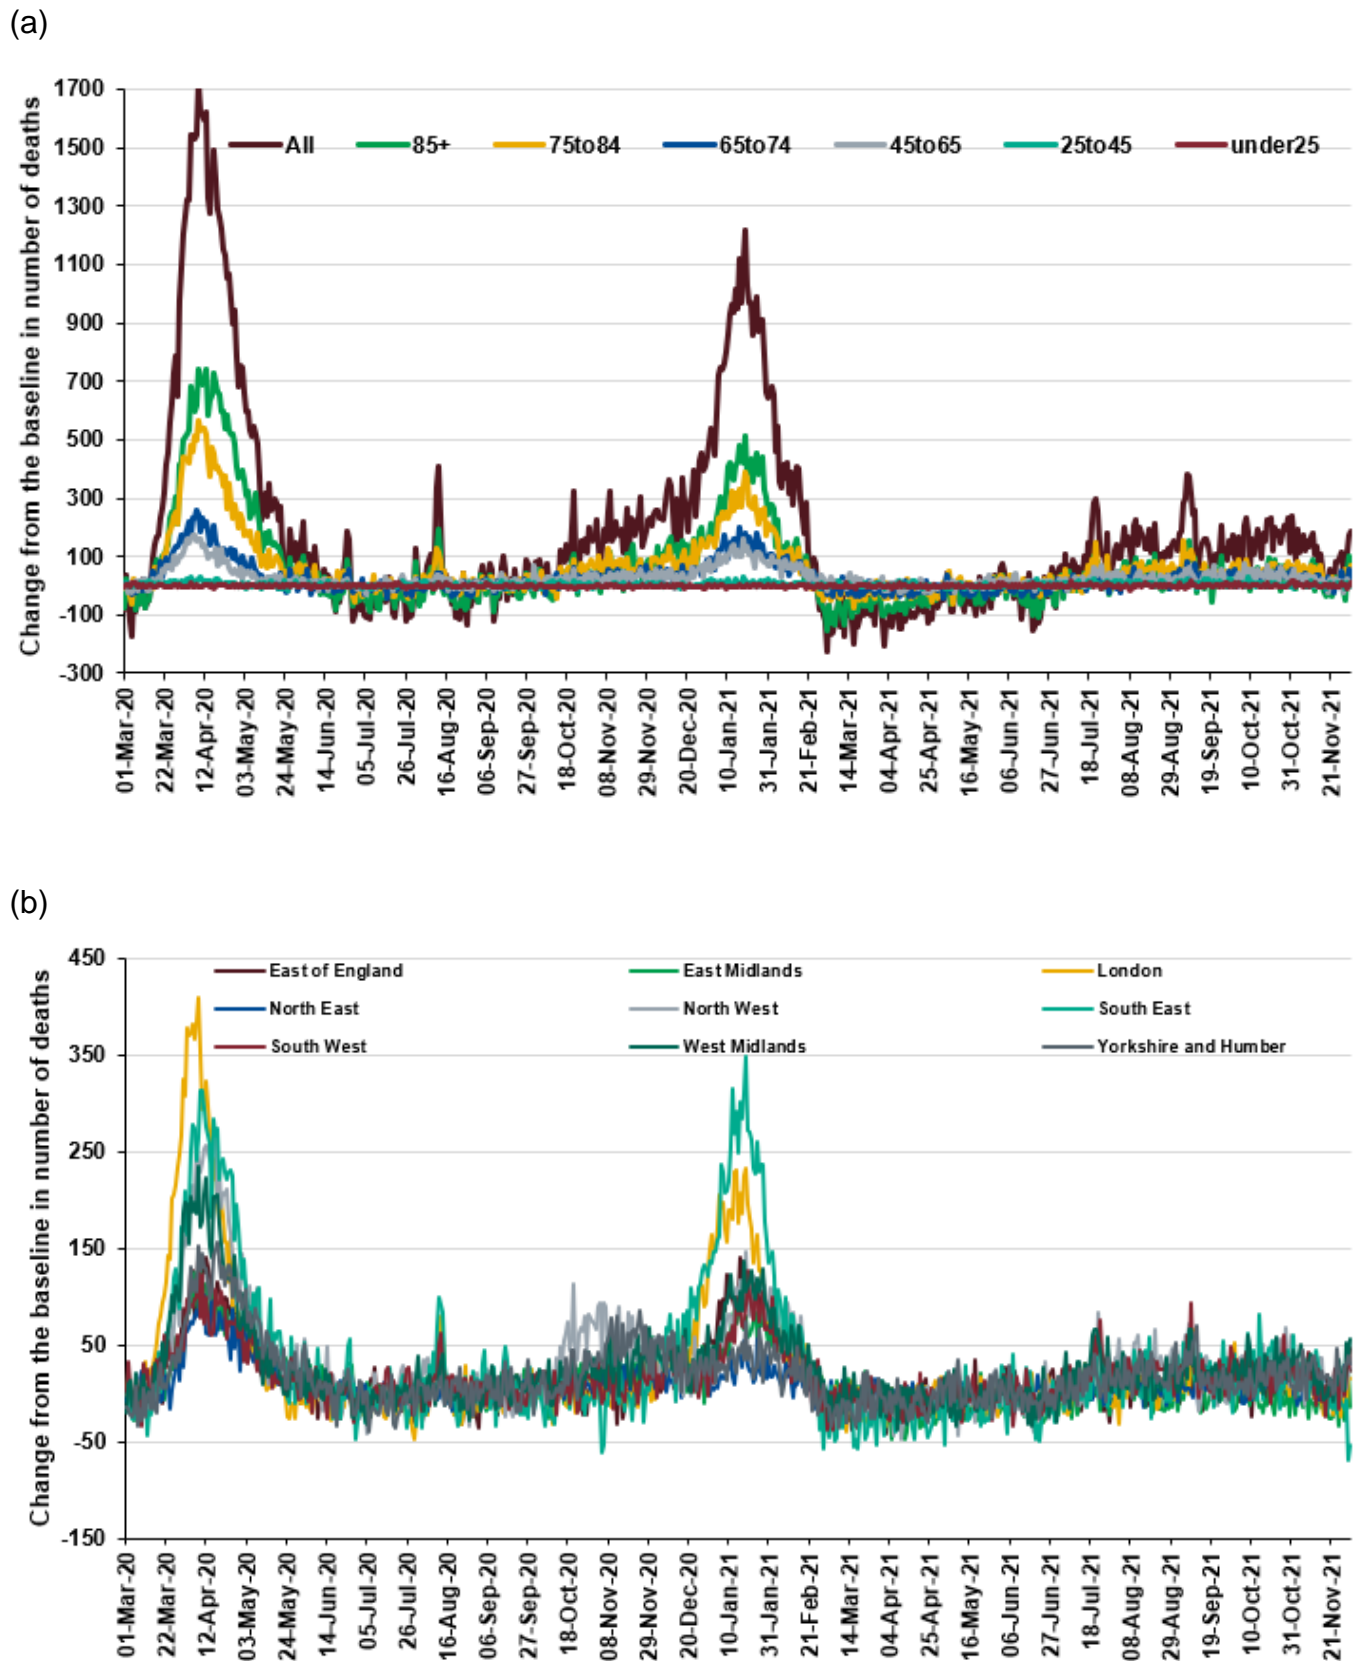 (a)
Change from the baseline in number of deaths
1700
1500
1300
1100
900
700
500
300
100
-100
-300
All 85+ 75to84 65to74 45to65 25to45 under25
01-Mar-20 22-Mar-20 12-Apr-20 03-May-20 24-May-20 14-Jun-20 05-Jul-20 26-Jul-20 16-Aug-20 06-Sep-20 27-Sep-20 18-Oct-20 08-Nov-20 29-Nov-20 20-Dec-20 10-Jan-21 31-Jan-21 21-Feb-21 14-Mar-21 04-Apr-21 25-Apr-21 16-May-21 06-Jun-21 27-Jun-21 18-Jul-21 08-Aug-21 29-Aug-21 19-Sep-21 10-Oct-21 31-Oct-21 21-Nov-21
(b)
Change from the baseline in number of deaths
450
350
250
150
50
-50
-150
East of England East Midlands London
North East North West South East
South West West Midlands Yorkshire and Humber
01-Mar-20 22-Mar-20 12-Apr-20 03-May-20 24-May-20 14-Jun-20 05-Jul-20 26-Jul-20 16-Aug-20 06-Sep-20 27-Sep-20 18-Oct-20 08-Nov-20 29-Nov-20 20-Dec-20 10-Jan-21 31-Jan-21 21-Feb-21 14-Mar-21 04-Apr-21 25-Apr-21 16-May-21 06-Jun-21 27-Jun-21 18-Jul-21 08-Aug-21 29-Aug-21 19-Sep-21 10-Oct-21 31-Oct-21 21-Nov-21